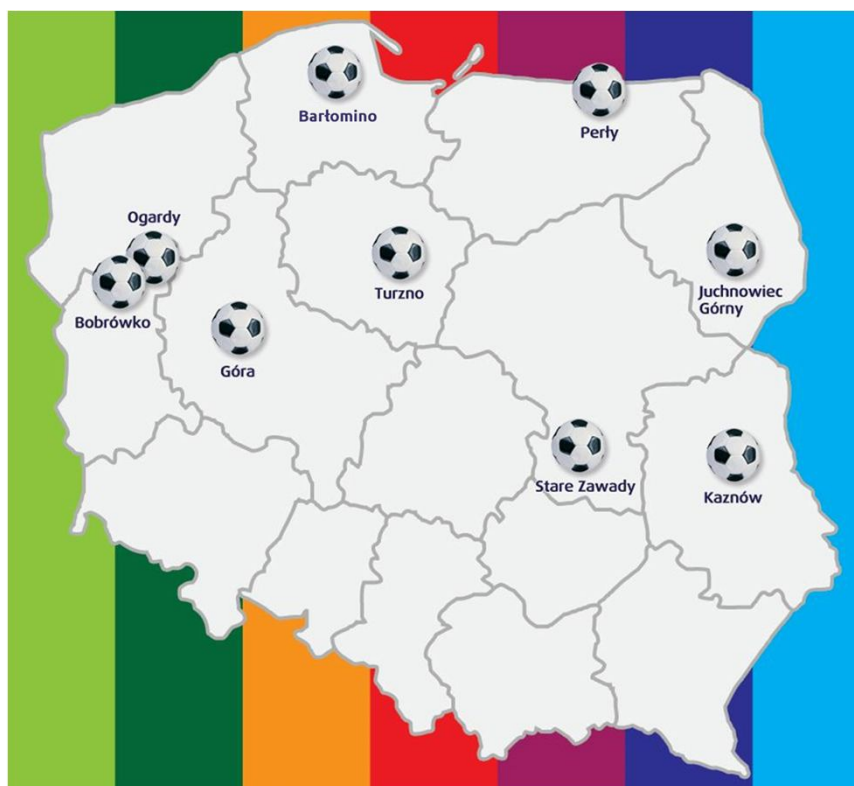 Barłomino
Perły
Ogardy
Bobrówko
Turzno
Juchnowiec
Górny
Góra
Stare Zawady
Kaznów